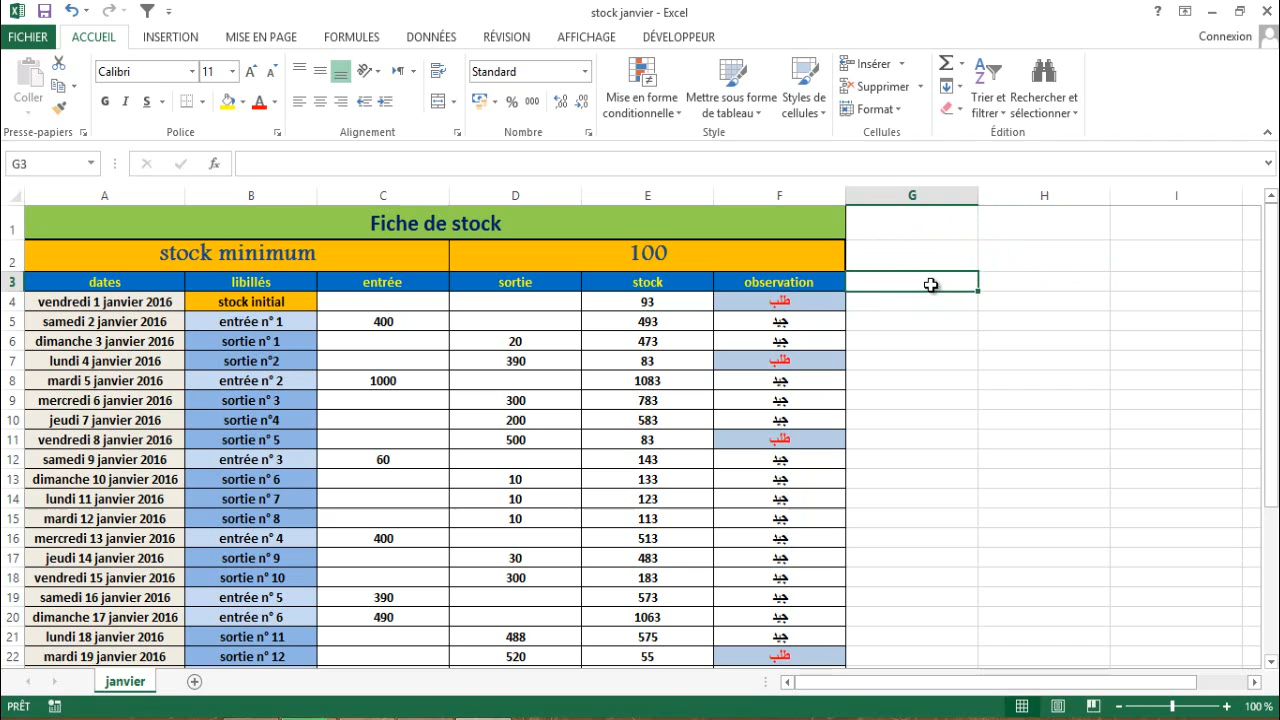 stock janvier - Excel
?
FICHIER ACCUEIL INSERTION MISE EN PAGE FORMULES DONNÉES RÉVISION AFFICHAGE DÉVELOPPEUR Connexion
Coller
Presse-papiers
Calibri 11
G I S
Police
Alignement
Standard
% 000
Nombre
Mise en forme conditionnelle
Mettre sous forme de tableau
Styles de cellules
Style
Insérer
Supprimer
Format
Cellules
Trier et filtrer
Rechercher et sélectionner
Édition
G3 fx
A B C D E F G H I
1 Fiche de stock
2 stock minimum 100
3 dates libillés entrée sortie stock observation
4 vendredi 1 janvier 2016 stock initial 93 طلب
5 samedi 2 janvier 2016 entrée n° 1 400 493 جيد
6 dimanche 3 janvier 2016 sortie n° 1 20 473 جيد
7 lundi 4 janvier 2016 sortie n°2 390 83 طلب
8 mardi 5 janvier 2016 entrée n° 2 1000 1083 جيد
9 mercredi 6 janvier 2016 sortie n° 3 300 783 جيد
10 jeudi 7 janvier 2016 sortie n°4 200 583 جيد
11 vendredi 8 janvier 2016 sortie n° 5 500 83 طلب
12 samedi 9 janvier 2016 entrée n° 3 60 143 جيد
13 dimanche 10 janvier 2016 sortie n° 6 10 133 جيد
14 lundi 11 janvier 2016 sortie n° 7 10 123 جيد
15 mardi 12 janvier 2016 sortie n° 8 10 113 جيد
16 mercredi 13 janvier 2016 entrée n° 4 400 513 جيد
17 jeudi 14 janvier 2016 sortie n° 9 30 483 جيد
18 vendredi 15 janvier 2016 sortie n° 10 300 183 جيد
19 samedi 16 janvier 2016 entrée n° 5 390 573 جيد
20 dimanche 17 janvier 2016 entrée n° 6 490 1063 جيد
21 lundi 18 janvier 2016 sortie n° 11 488 575 جيد
22 mardi 19 janvier 2016 sortie n° 12 520 55 طلب
janvier
PRÊT 100 %